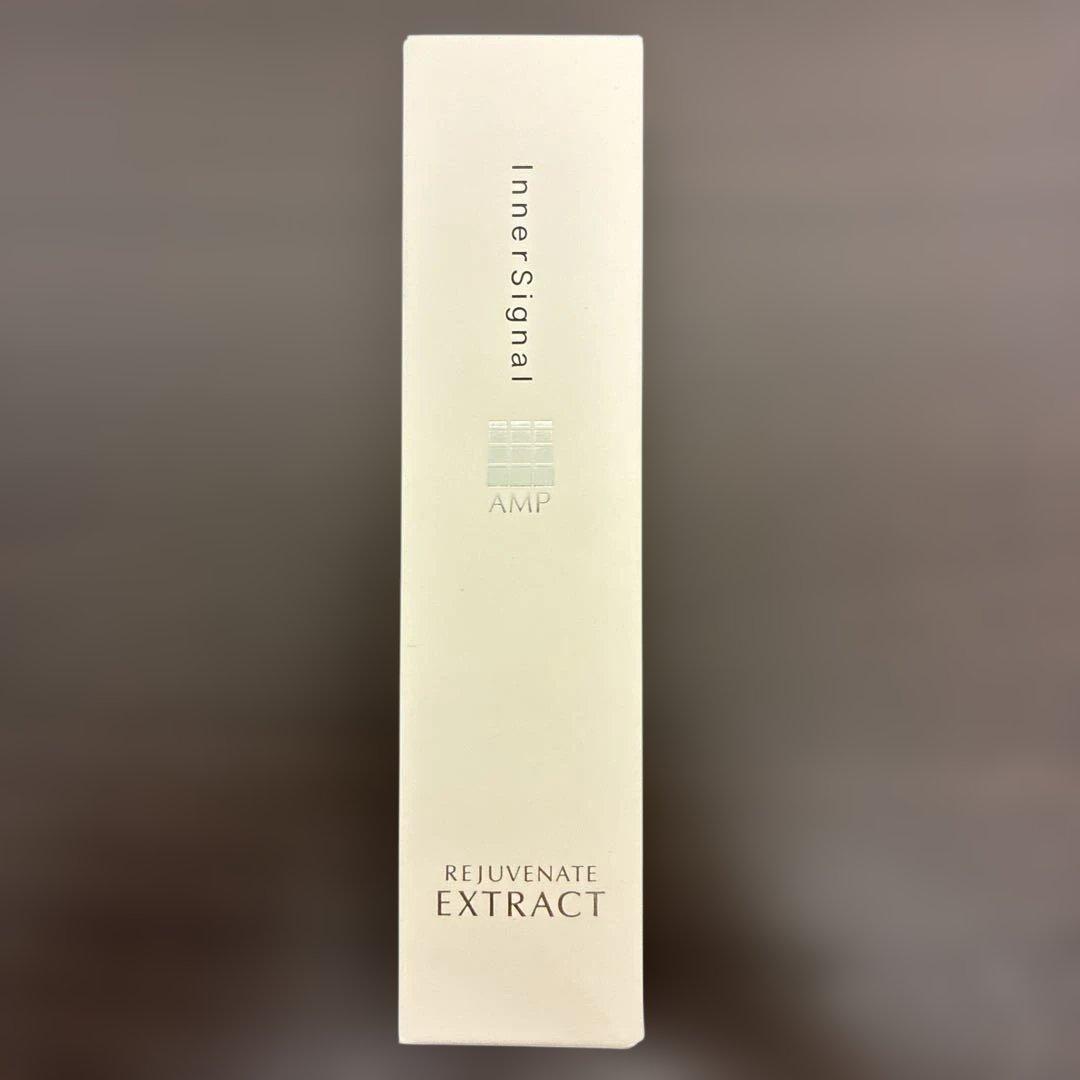 InnerSignal
AMP
REJUVENATE
EXTRACT